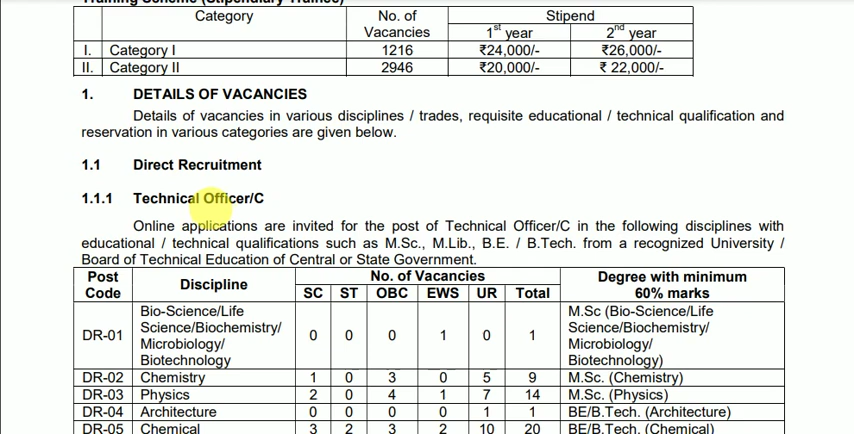 Training Scheme (Stipendiary Trainee)
Category No. of Vacancies Stipend
1st year 2nd year
I. Category I 1216 ₹24,000/- ₹26,000/-
II. Category II 2946 ₹20,000/- ₹ 22,000/-
1. DETAILS OF VACANCIES
Details of vacancies in various disciplines / trades, requisite educational / technical qualification and
reservation in various categories are given below.
1.1 Direct Recruitment
1.1.1 Technical Officer/C
Online applications are invited for the post of Technical Officer/C in the following disciplines with
educational / technical qualifications such as M.Sc., M.Lib., B.E. / B.Tech. from a recognized University /
Board of Technical Education of Central or State Government.
Post Code Discipline No. of Vacancies Degree with minimum 60% marks
SC ST OBC EWS UR Total
DR-01 Bio-Science/Life Science/Biochemistry/ Microbiology/ Biotechnology 0 0 0 1 0 1 M.Sc (Bio-Science/Life Science/Biochemistry/ Microbiology/ Biotechnology)
DR-02 Chemistry 1 0 3 0 5 9 M.Sc. (Chemistry)
DR-03 Physics 2 0 4 1 7 14 M.Sc. (Physics)
DR-04 Architecture 0 0 0 0 1 1 BE/B.Tech. (Architecture)
DR-05 Chemical 3 2 3 2 10 20 BE/B.Tech. (Chemical)